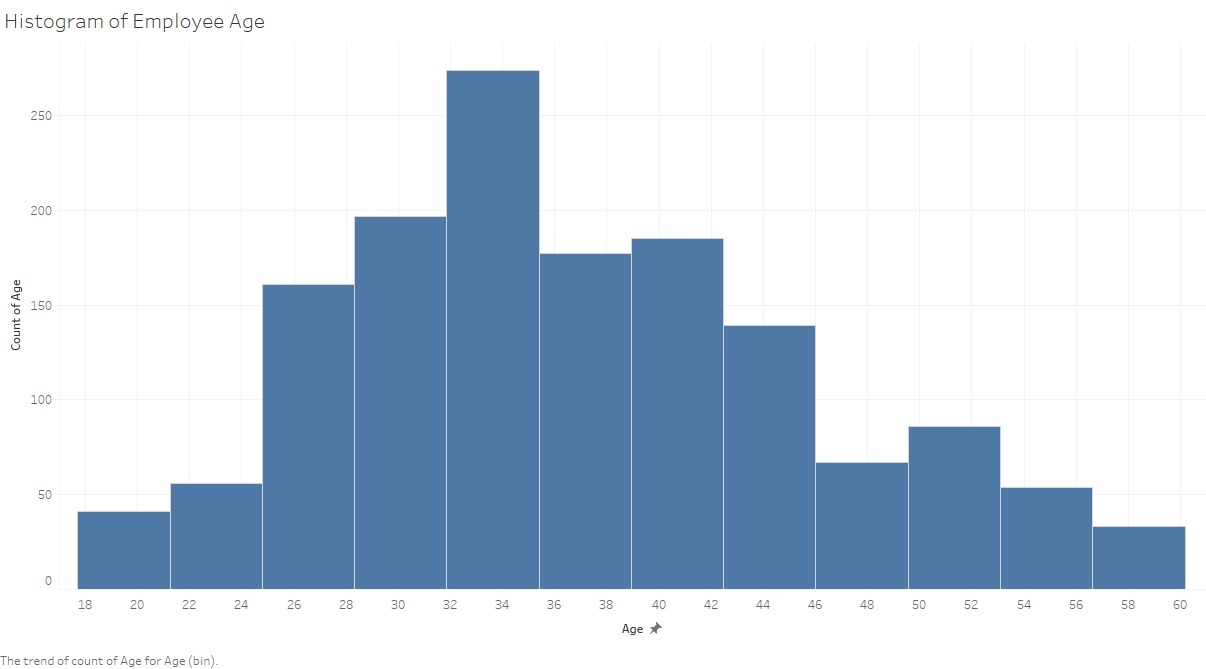 Histogram of Employee Age
250
200
150
100
50
0
Count of Age
18 20 22 24 26 28 30 32 34 36 38 40 42 44 46 48 50 52 54 56 58 60
Age
The trend of count of Age for Age (bin).